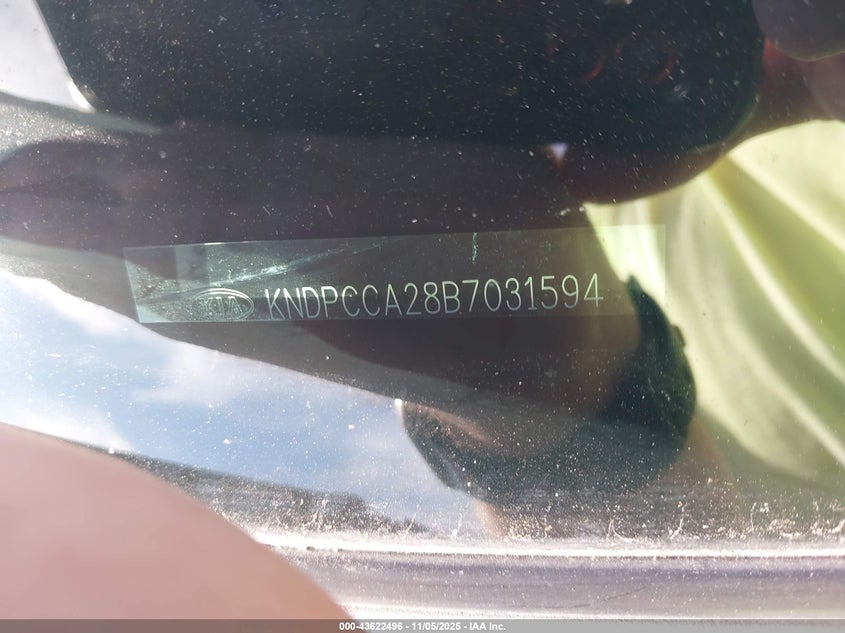 KIA KNDPCCA28B7031594
000-43622496 - 11/05/2025 - IAA Inc.